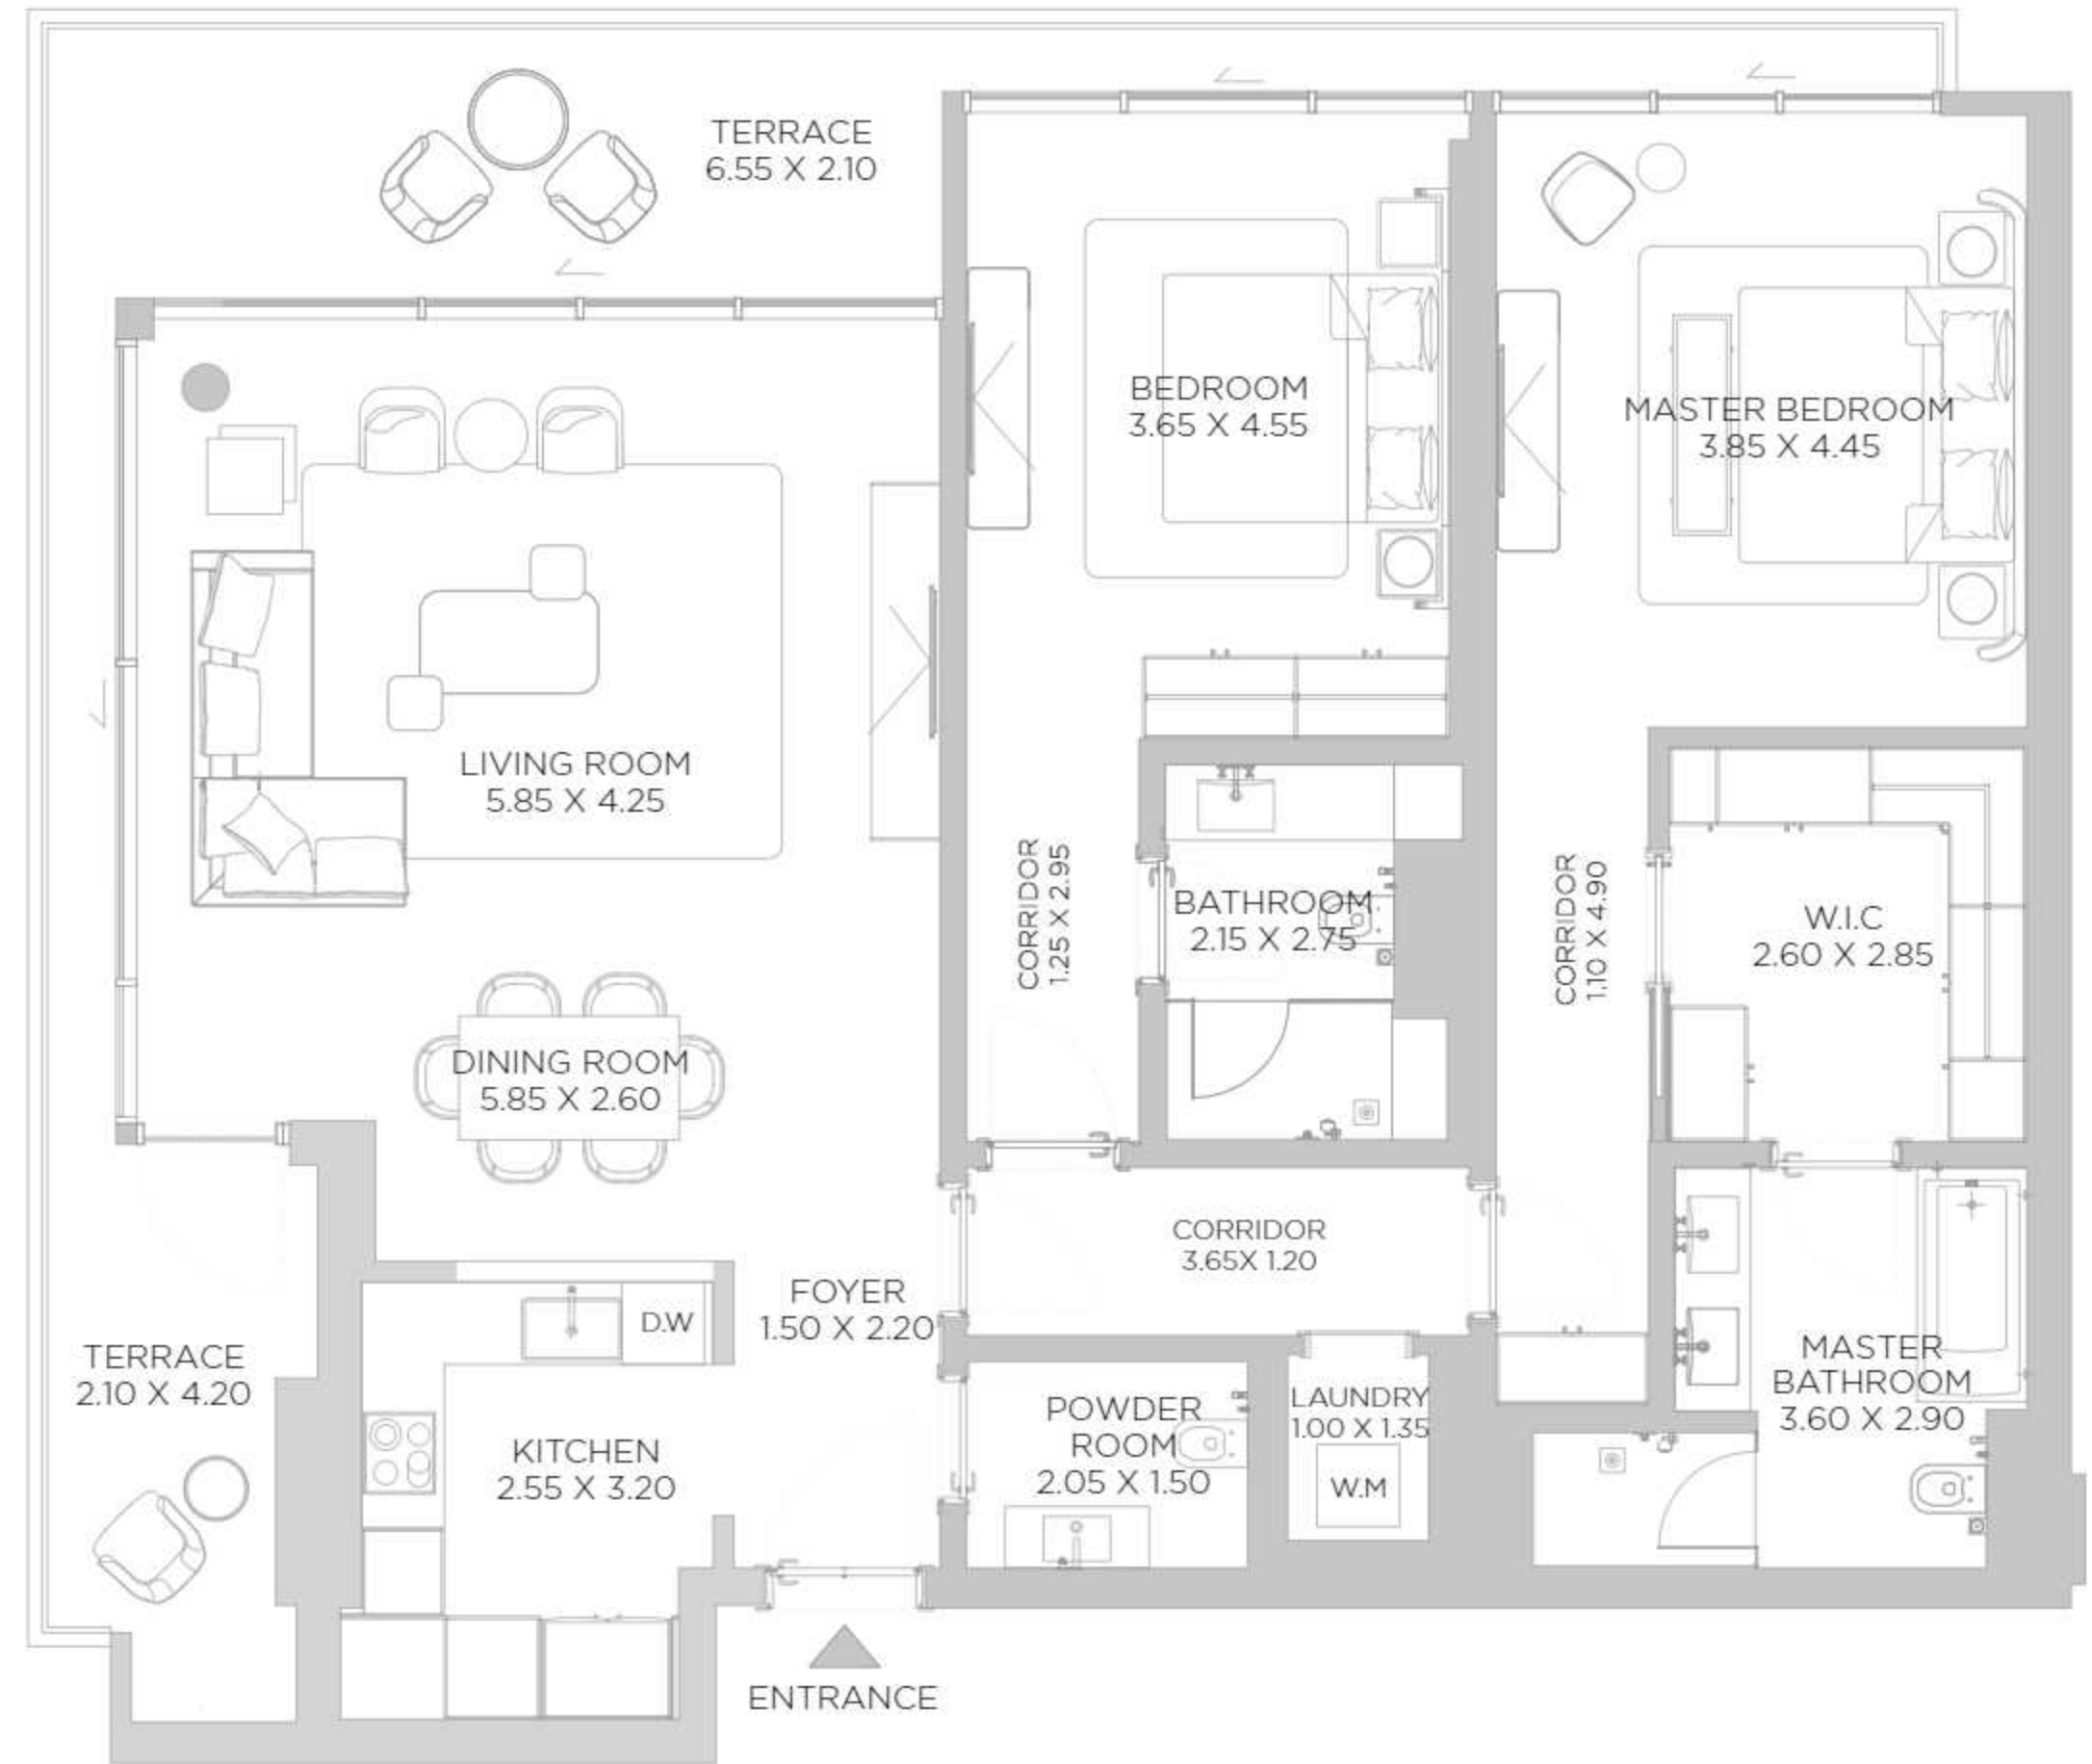 TERRACE
6.55 X 2.10
BEDROOM
3.65 X 4.55
MASTER BEDROOM
3.85 X 4.45
LIVING ROOM
5.85 X 4.25
CORRIDOR
1.25 X 2.95
BATHROOM
2.15 X 2.75
CORRIDOR
1.10 X 4.90
W.I.C
2.60 X 2.85
DINING ROOM
5.85 X 2.60
CORRIDOR
3.65X 1.20
FOYER
1.50 X 2.20
D.W
TERRACE
2.10 X 4.20
MASTER
BATHROOM
3.60 X 2.90
POWDER
ROOM
2.05 X 1.50
LAUNDRY
1.00 X 1.35
W.M
KITCHEN
2.55 X 3.20
ENTRANCE